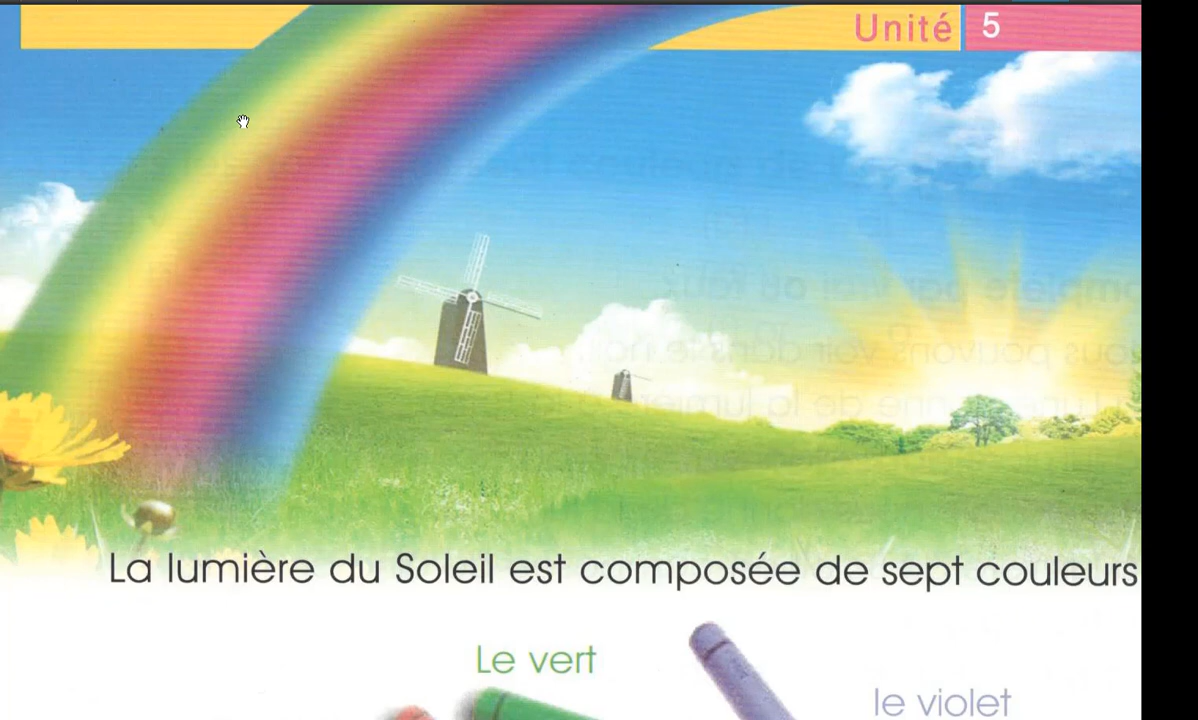 Unité 5
La lumière du Soleil est composée de sept couleurs
Le vert
le violet